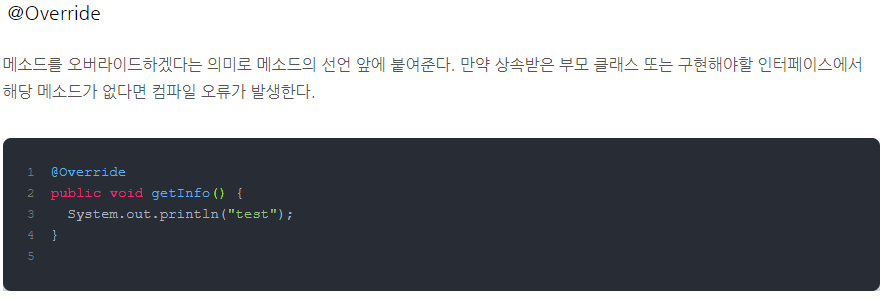 @Override
메소드를 오버라이드하겠다는 의미로 메소드의 선언 앞에 붙여준다. 만약 상속받은 부모 클래스 또는 구현해야할 인터페이스에서
해당 메소드가 없다면 컴파일 오류가 발생한다.
1 @Override
2 public void getInfo() {
3   System.out.println("test");
4 }
5